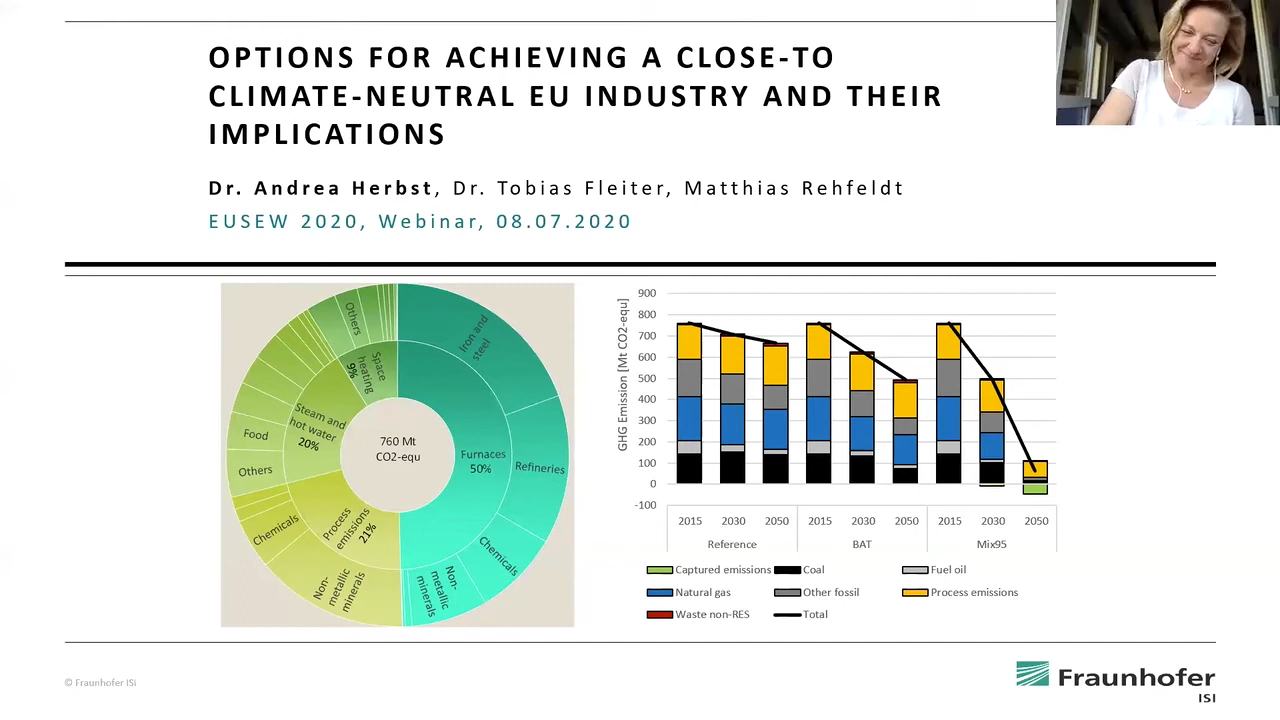 OPTIONS FOR ACHIEVING A CLOSE-TO
CLIMATE-NEUTRAL EU INDUSTRY AND THEIR
IMPLICATIONS
Dr. Andrea Herbst, Dr. Tobias Fleiter, Matthias Rehfeldt
EUSEW 2020, Webinar, 08.07.2020
Others
Space
heating
9%
Iron and
steel
Steam and
hot water
20%
Food
Others
760 Mt
CO2-equ
Furnaces
50%
Refineries
Process
emissions
21%
Chemicals
Non-
metallic
minerals
Non-
metallic
minerals
Chemicals
GHG Emission [Mt CO2-equ]
900
800
700
600
500
400
300
200
100
0
-100
2015 2030 2050 2015 2030 2050 2015 2030 2050
Reference BAT Mix95
Captured emissions Coal Fuel oil
Natural gas Other fossil Process emissions
Waste non-RES Total
© Fraunhofer ISI
Fraunhofer
ISI